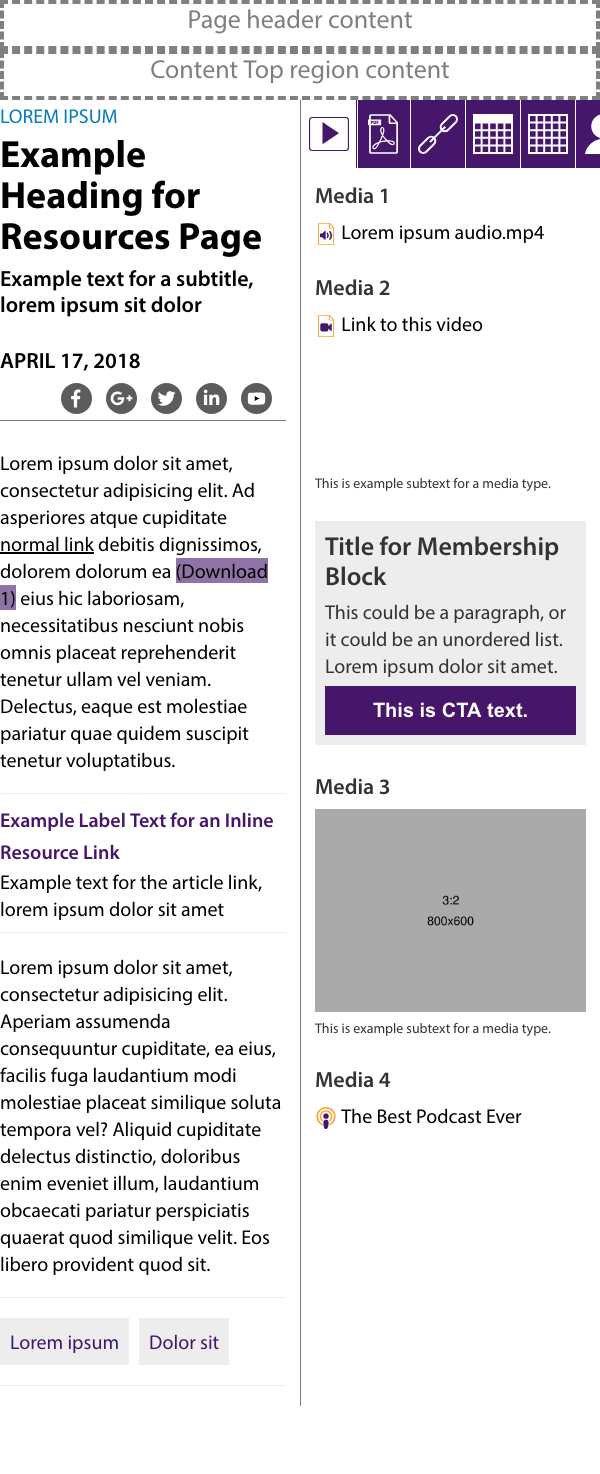 Page header content
Content Top region content
LOREM IPSUM
Example
Heading for
Resources Page
Example text for a subtitle,
lorem ipsum sit dolor
APRIL 17, 2018
Lorem ipsum dolor sit amet,
consectetur adipisicing elit. Ad
asperiores atque cupiditate
normal link debitis dignissimos,
dolorem dolorum ea (Download
1) eius hic laboriosam,
necessitatibus nesciunt nobis
omnis placeat reprehenderit
tenetur ullam vel veniam.
Delectus, eaque est molestiae
pariatur quae quidem suscipit
tenetur voluptatibus.
Example Label Text for an Inline
Resource Link
Example text for the article link,
lorem ipsum dolor sit amet
Lorem ipsum dolor sit amet,
consectetur adipisicing elit.
Aperiam assumenda
consequuntur cupiditate, ea eius,
facilis fuga laudantium modi
molestiae placeat similique soluta
tempora vel? Aliquid cupiditate
delectus distinctio, doloribus
enim eveniet illum, laudantium
obcaecati pariatur perspiciatis
quaerat quod similique velit. Eos
libero provident quod sit.
Lorem ipsum
Dolor sit
PDF
Media 1
Lorem ipsum audio.mp4
Media 2
Link to this video
This is example subtext for a media type.
Title for Membership
Block
This could be a paragraph, or
it could be an unordered list.
Lorem ipsum dolor sit amet.
This is CTA text.
Media 3
3:2
800x600
This is example subtext for a media type.
Media 4
The Best Podcast Ever